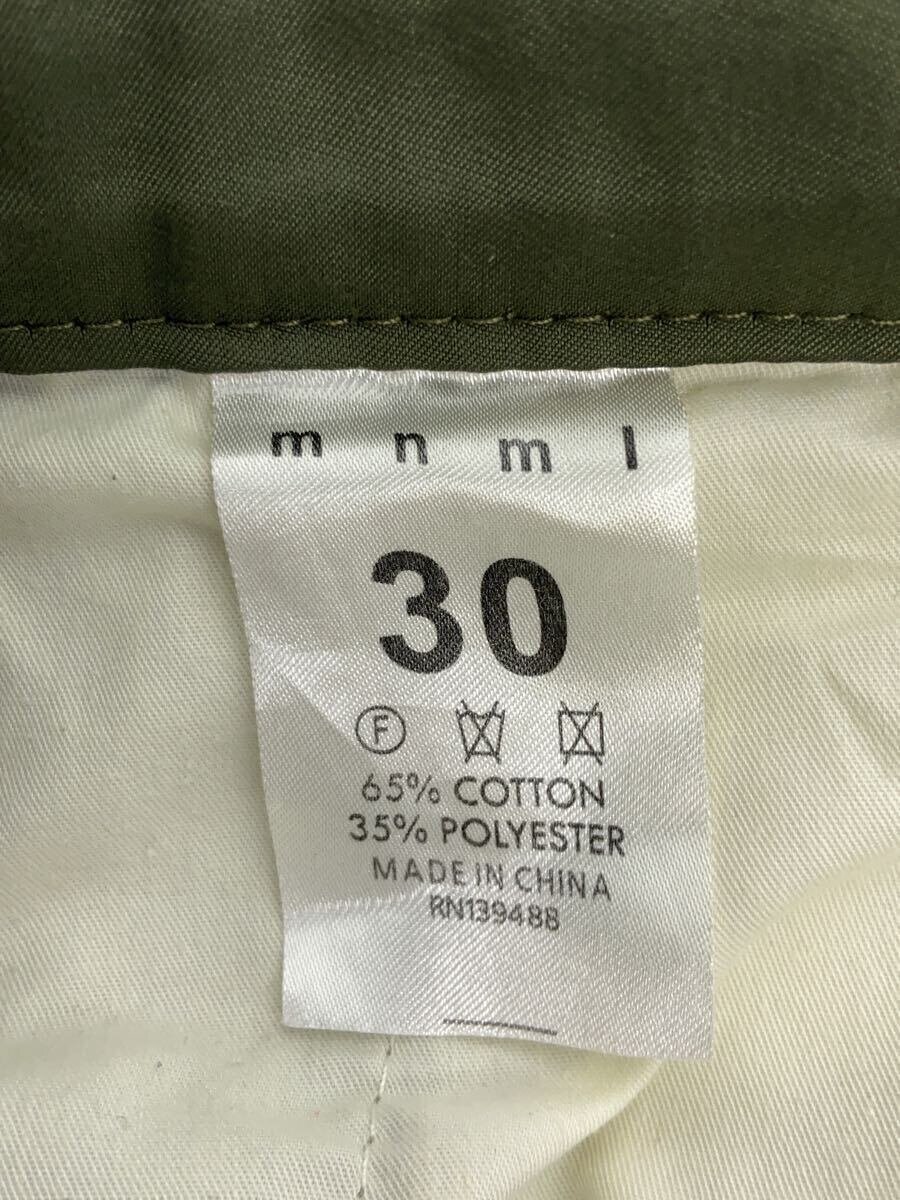 m n m l
30
F
65% COTTON
35% POLYESTER
MADE IN CHINA
RN139488